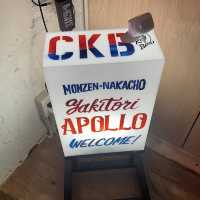 CKB
MONZEN-NAKACHO
Yakitori
APOLLO
WELCOME!